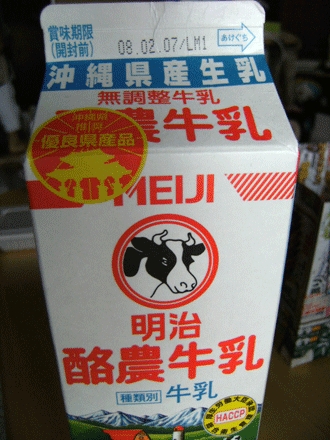 賞味期限
(開封前)
08.02.07/LM1
あけぐち
沖縄県産生乳
無調整牛乳
酪農牛乳
沖縄県
推奨
優良県産品
MEIJI
明治
酪農牛乳
種類別 牛乳
HACCP